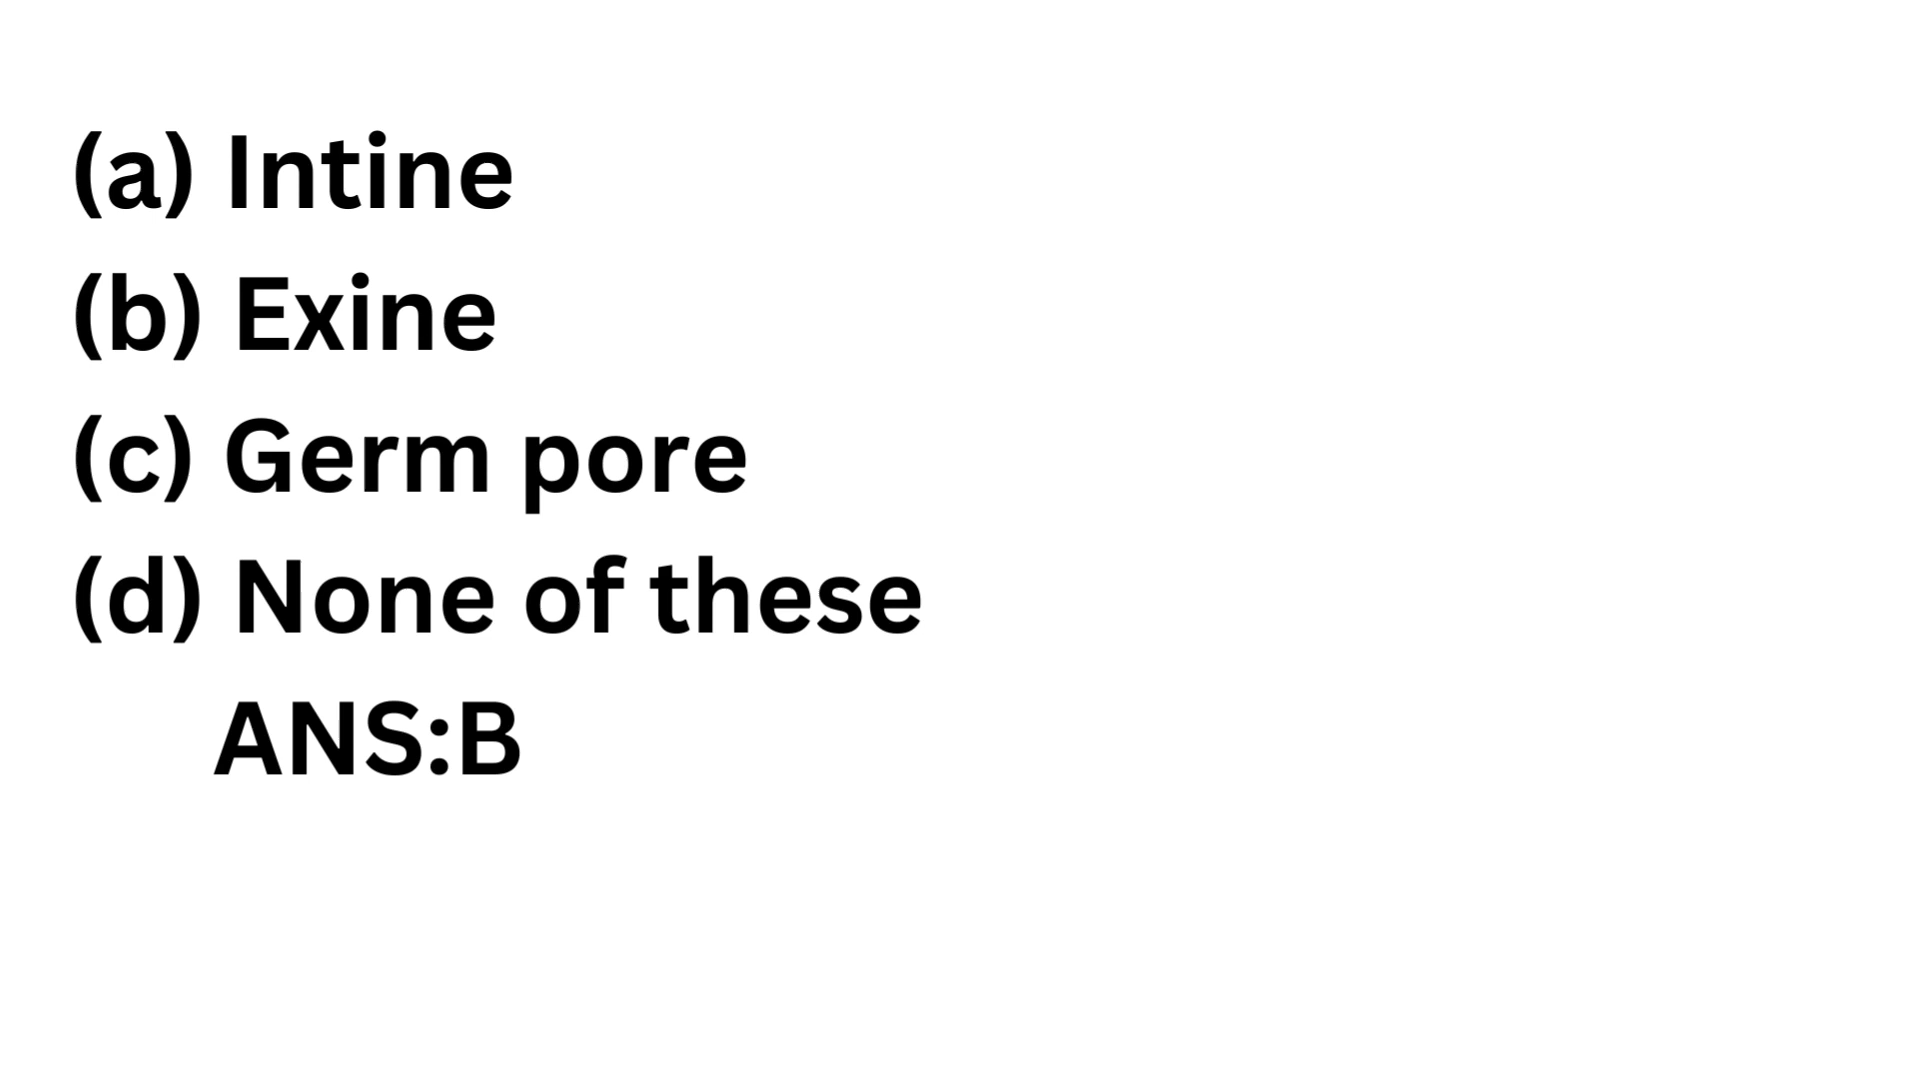 (a) Intine
(b) Exine
(c) Germ pore
(d) None of these
ANS:B